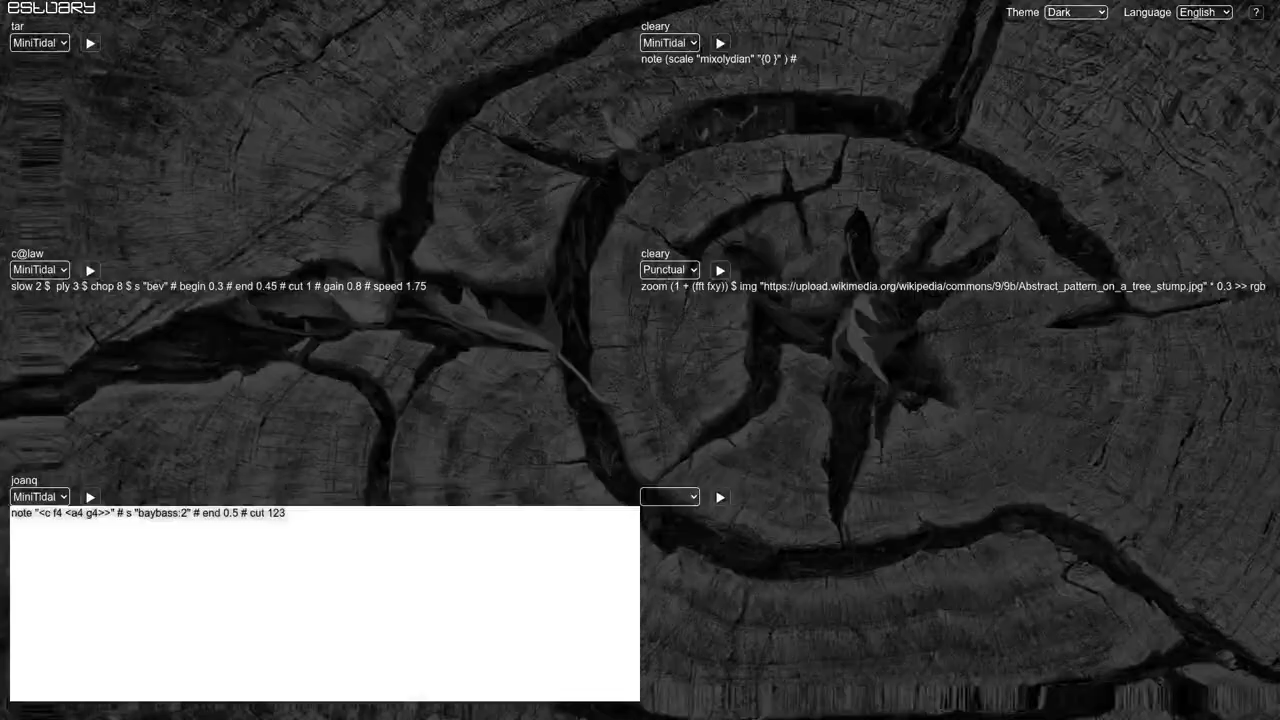 estuary
Theme Dark Language English ?
tar
MiniTidal
cleary
MiniTidal
note (scale "mixolydian" "{0 }" ) #
c@law
MiniTidal
slow 2 $ ply 3 $ chop 8 $ s "bev" # begin 0.3 # end 0.45 # cut 1 # gain 0.8 # speed 1.75
cleary
Punctual
zoom (1 + (fft fxy)) $ img "https://upload.wikimedia.org/wikipedia/commons/9/9b/Abstract_pattern_on_a_tree_stump.jpg" * 0.3 >> rgb
joanq
MiniTidal
note "<c f4 <a4 g4>>" # s "baybass:2" # end 0.5 # cut 123